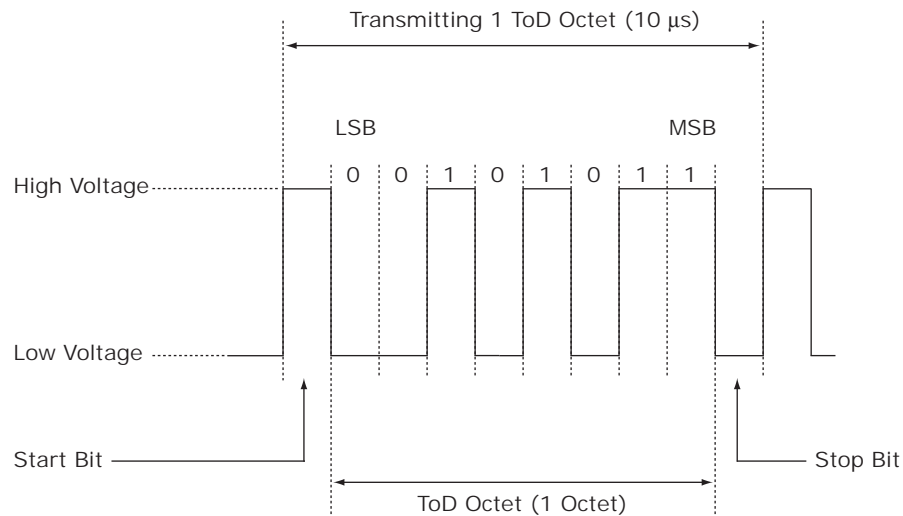 Transmitting 1 ToD Octet (10 μs)
LSB MSB
0 0 1 0 1 0 1 1
High Voltage
Low Voltage
Start Bit
Stop Bit
ToD Octet (1 Octet)